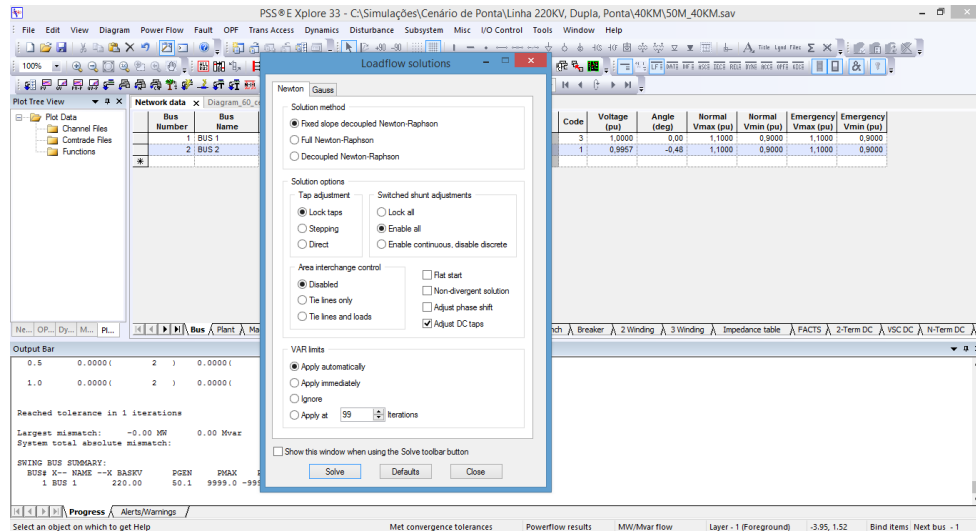 PSS®E Xplore 33 - C:\Simulações\Cenário de Ponta\Linha 220KV, Dupla, Ponta\40KM\50M_40KM.sav
File Edit View Diagram Power Flow Fault OPF Trans Access Dynamics Disturbance Subsystem Misc I/O Control Tools Window Help
100%
Plot Tree View
Plot Data
Channel Files
Comtrade Files
Functions
Network data
Bus Number
Bus Name
Code
Voltage (pu)
Angle (deg)
Normal Vmax (pu)
Normal Vmin (pu)
Emergency Vmax (pu)
Emergency Vmin (pu)
1 BUS 1 3 1,0000 0,00 1,1000 0,9000 1,1000 0,9000
2 BUS 2 1 0,9957 -0,48 1,1000 0,9000 1,1000 0,9000
Loadflow solutions
Newton Gauss
Solution method
Fixed slope decoupled Newton-Raphson
Full Newton-Raphson
Decoupled Newton-Raphson
Solution options
Tap adjustment
Lock taps
Stepping
Direct
Switched shunt adjustments
Lock all
Enable all
Enable continuous, disable discrete
Area interchange control
Disabled
Tie lines only
Tie lines and loads
Flat start
Non-divergent solution
Adjust phase shift
Adjust DC taps
VAR limits
Apply automatically
Apply immediately
Ignore
Apply at 99 Iterations
Show this window when using the Solve toolbar button
Solve Defaults Close
Ne... OP... Dy... M... Pl...
Bus Plant Ma
Breaker 2 Winding 3 Winding Impedance table FACTS 2-Term DC VSC DC N-Term DC
Output Bar
0.5 0.0000( 2 ) 0.0000(
1.0 0.0000( 2 ) 0.0000(
Reached tolerance in 1 iterations
Largest mismatch: -0.00 MW 0.00 Mvar
System total absolute mismatch:
SWING BUS SUMMARY:
BUS# X-- NAME --X BASKV PGEN PMAX
1 BUS 1 220.00 50.1 9999.0 -999
Progress Alerts/Warnings
Select an object on which to get Help
Met convergence tolerances
Powerflow results
MW/Mvar flow
Layer - 1 (Foreground)
-3.95, 1.52
Bind items
Next bus - 1